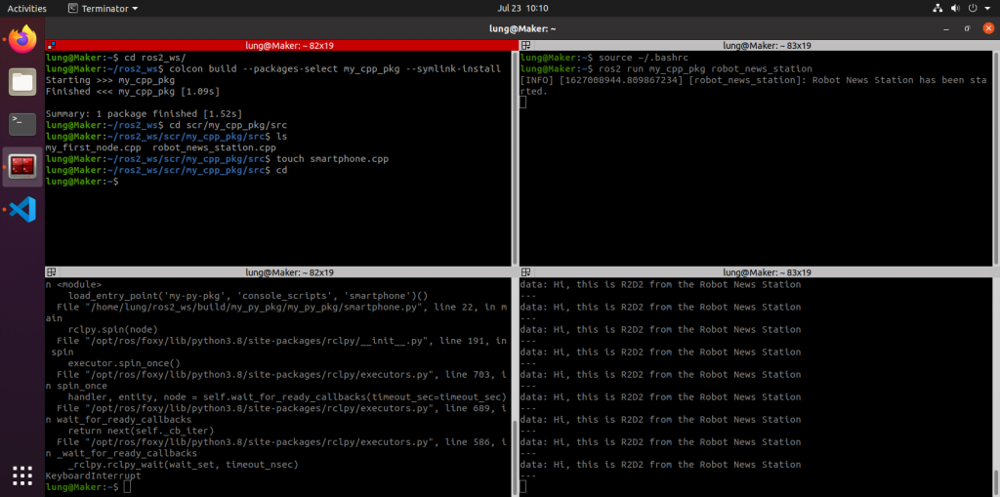 Activities
Terminator
Jul 23 10:10
lung@Maker: ~
lung@Maker: ~ 82x19
lung@Maker:~$ cd ros2_ws/
lung@Maker:~/ros2_ws$ colcon build --packages-select my_cpp_pkg --symlink-install
Starting >>> my_cpp_pkg
Finished <<< my_cpp_pkg [1.09s]
Summary: 1 package finished [1.52s]
lung@Maker:~/ros2_ws$ cd scr/my_cpp_pkg/src
lung@Maker:~/ros2_ws/scr/my_cpp_pkg/src$ ls
my_first_node.cpp  robot_news_station.cpp
lung@Maker:~/ros2_ws/scr/my_cpp_pkg/src$ touch smartphone.cpp
lung@Maker:~/ros2_ws/scr/my_cpp_pkg/src$ cd
lung@Maker:~$
lung@Maker: ~ 83x19
lung@Maker:~$ source ~/.bashrc
lung@Maker:~$ ros2 run my_cpp_pkg robot_news_station
[INFO] [1627008944.809867234] [robot_news_station]: Robot News Station has been sta
rted.
lung@Maker: ~ 82x19
n <module>
load_entry_point('my-py-pkg', 'console_scripts', 'smartphone')()
File "/home/lung/ros2_ws/build/my_py_pkg/my_py_pkg/smartphone.py", line 22, in m
ain
rclpy.spin(node)
File "/opt/ros/foxy/lib/python3.8/site-packages/rclpy/__init__.py", line 191, in
spin
executor.spin_once()
File "/opt/ros/foxy/lib/python3.8/site-packages/rclpy/executors.py", line 703, i
n spin_once
handler, entity, node = self.wait_for_ready_callbacks(timeout_sec=timeout_sec)
File "/opt/ros/foxy/lib/python3.8/site-packages/rclpy/executors.py", line 689, i
n wait_for_ready_callbacks
return next(self._cb_iter)
File "/opt/ros/foxy/lib/python3.8/site-packages/rclpy/executors.py", line 586, i
n _wait_for_ready_callbacks
_rclpy.rclpy_wait(wait_set, timeout_nsec)
KeyboardInterrupt
lung@Maker:~$
lung@Maker: ~ 83x19
data: Hi, this is R2D2 from the Robot News Station
---
data: Hi, this is R2D2 from the Robot News Station
---
data: Hi, this is R2D2 from the Robot News Station
---
data: Hi, this is R2D2 from the Robot News Station
---
data: Hi, this is R2D2 from the Robot News Station
---
data: Hi, this is R2D2 from the Robot News Station
---
data: Hi, this is R2D2 from the Robot News Station
---
data: Hi, this is R2D2 from the Robot News Station
---
data: Hi, this is R2D2 from the Robot News Station
---